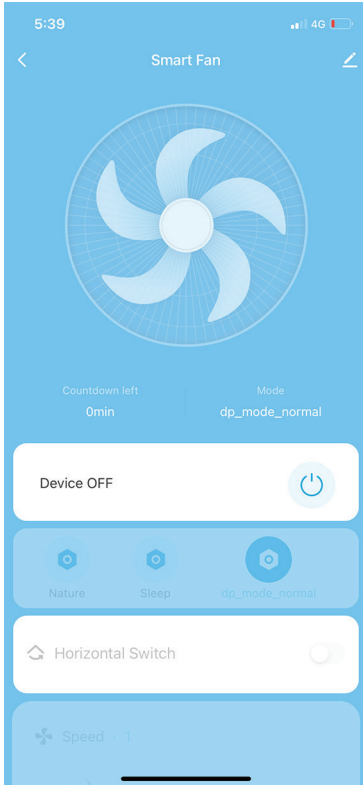 5:39
4G
Smart Fan
Countdown left
Mode
0min
dp_mode_normal
Device OFF
Nature
Sleep
dp_mode_normal
Horizontal Switch
Speed · 1